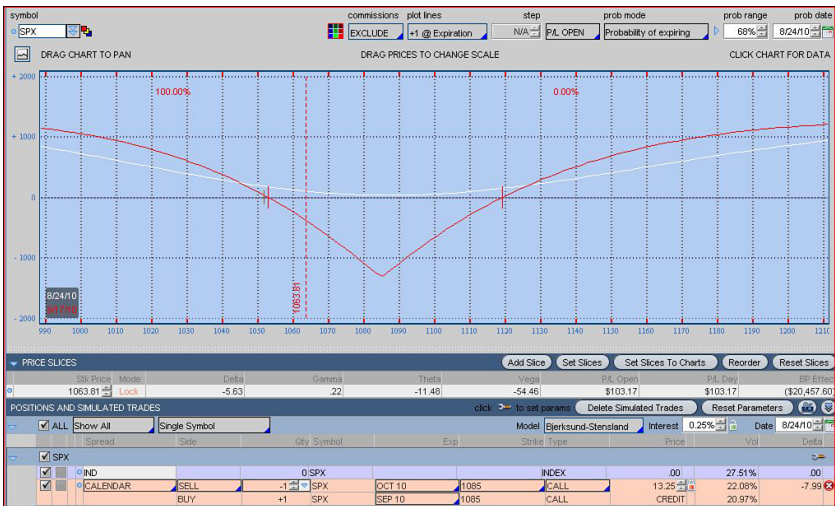 symbol commissions plot lines step prob mode prob range prob date
SPX EXCLUDE +1 @ Expiration N/A P/L OPEN Probability of expiring 68% 8/24/10
DRAG CHART TO PAN DRAG PRICES TO CHANGE SCALE CLICK CHART FOR DATA
+ 2000
100.00% 0.00%
+ 1000
0
- 1000
8/24/10
9/17/10
1063.81
- 2000
990 1000 1010 1020 1030 1040 1050 1060 1070 1080 1090 1100 1110 1120 1130 1140 1150 1160 1170 1180 1190 1200 1210
PRICE SLICES Add Slice Set Slices Set Slices To Charts Reorder Reset Slices
Stk Price Mode Delta Gamma Theta Vega P/L Open P/L Day BP Effec
1063.81 Lock -5.63 .22 -11.48 -54.46 $103.17 $103.17 ($20,457.60
POSITIONS AND SIMULATED TRADES click to set params Delete Simulated Trades Reset Parameters
ALL Show All Single Symbol Model Bjerksund-Stensland Interest 0.25% Date 8/24/10
Spread Side Qty Symbol Exp Strike Type Price Vol Delta
SPX
IND 0 SPX INDEX .00 27.51% .00
CALENDAR SELL -1 SPX OCT 10 1085 CALL 13.25 22.08% -7.99
BUY +1 SPX SEP 10 1085 CALL CREDIT 20.97%